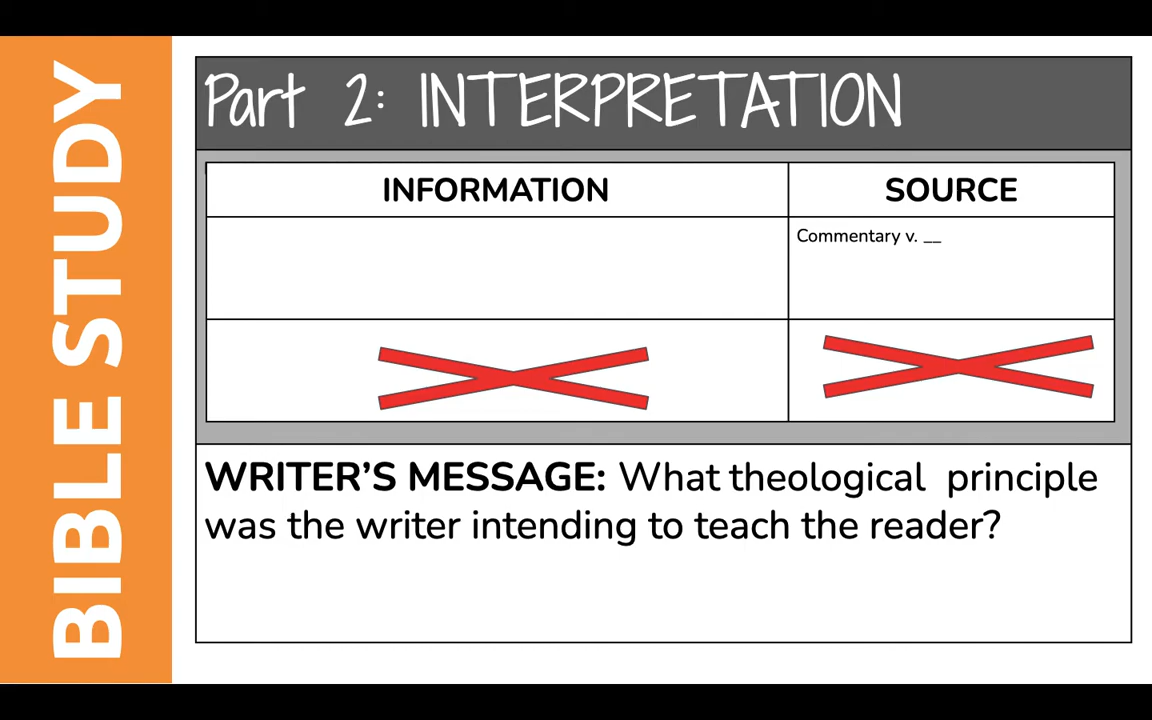 BIBLE STUDY
Part 2: INTERPRETATION
INFORMATION
SOURCE
Commentary v. __
WRITER’S MESSAGE: What theological principle
was the writer intending to teach the reader?